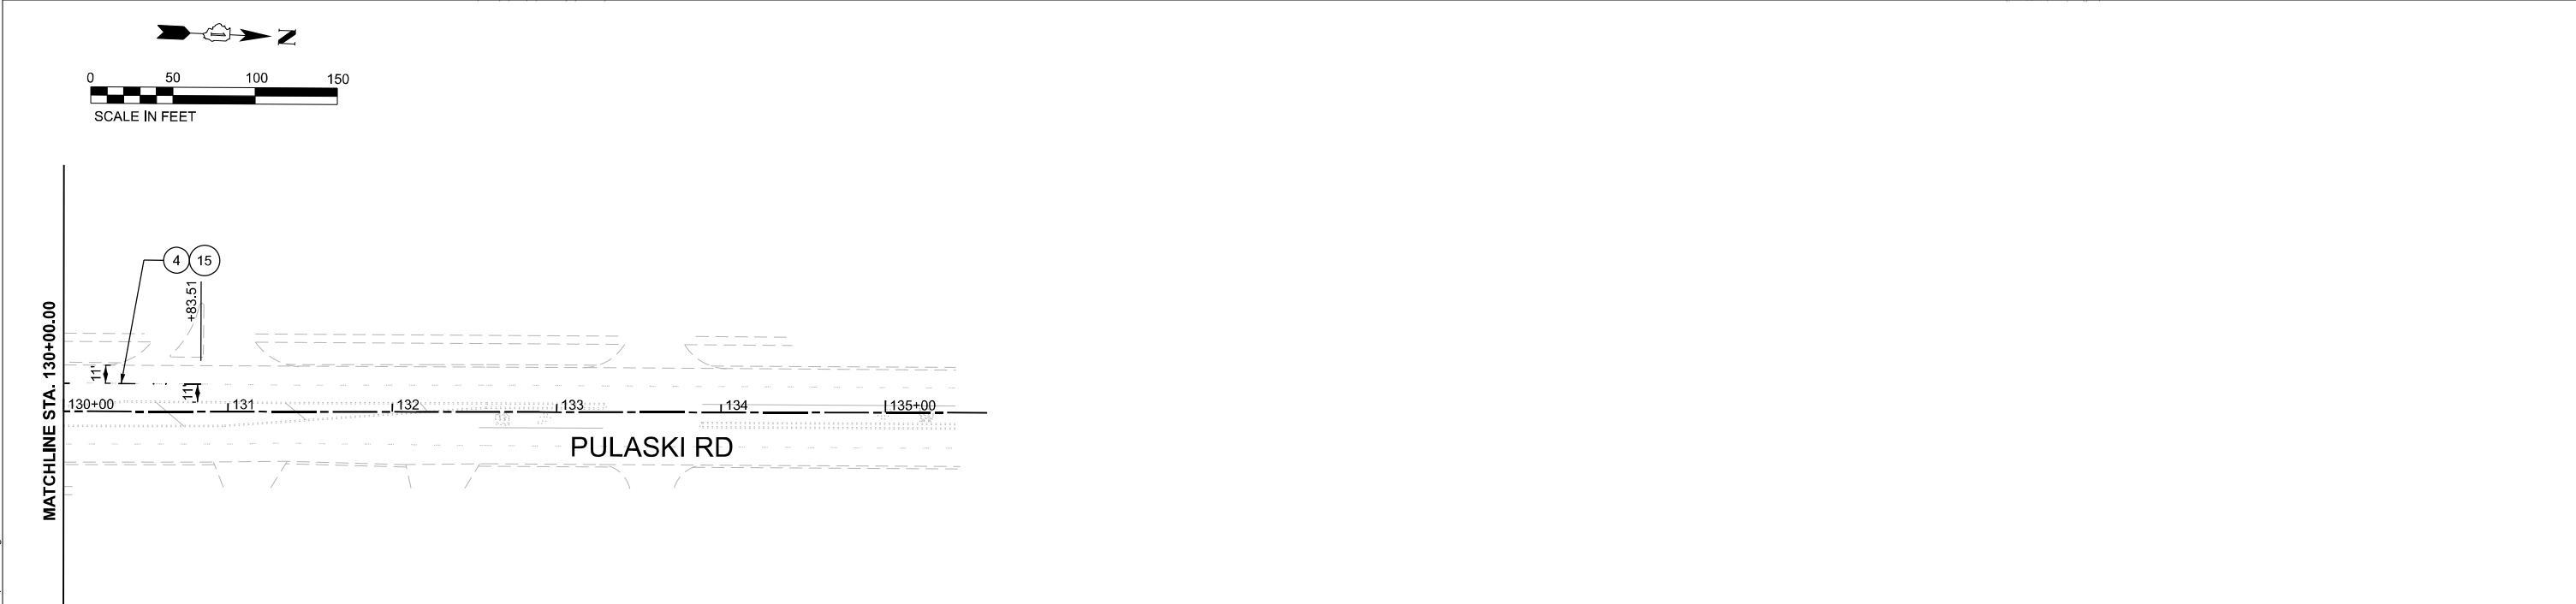 N
0 50 100 150
SCALE IN FEET
4 15
+83.51
MATCHLINE STA. 130+00.00
11'
11'
130+00 131 132 133 134 135+00
PULASKI RD